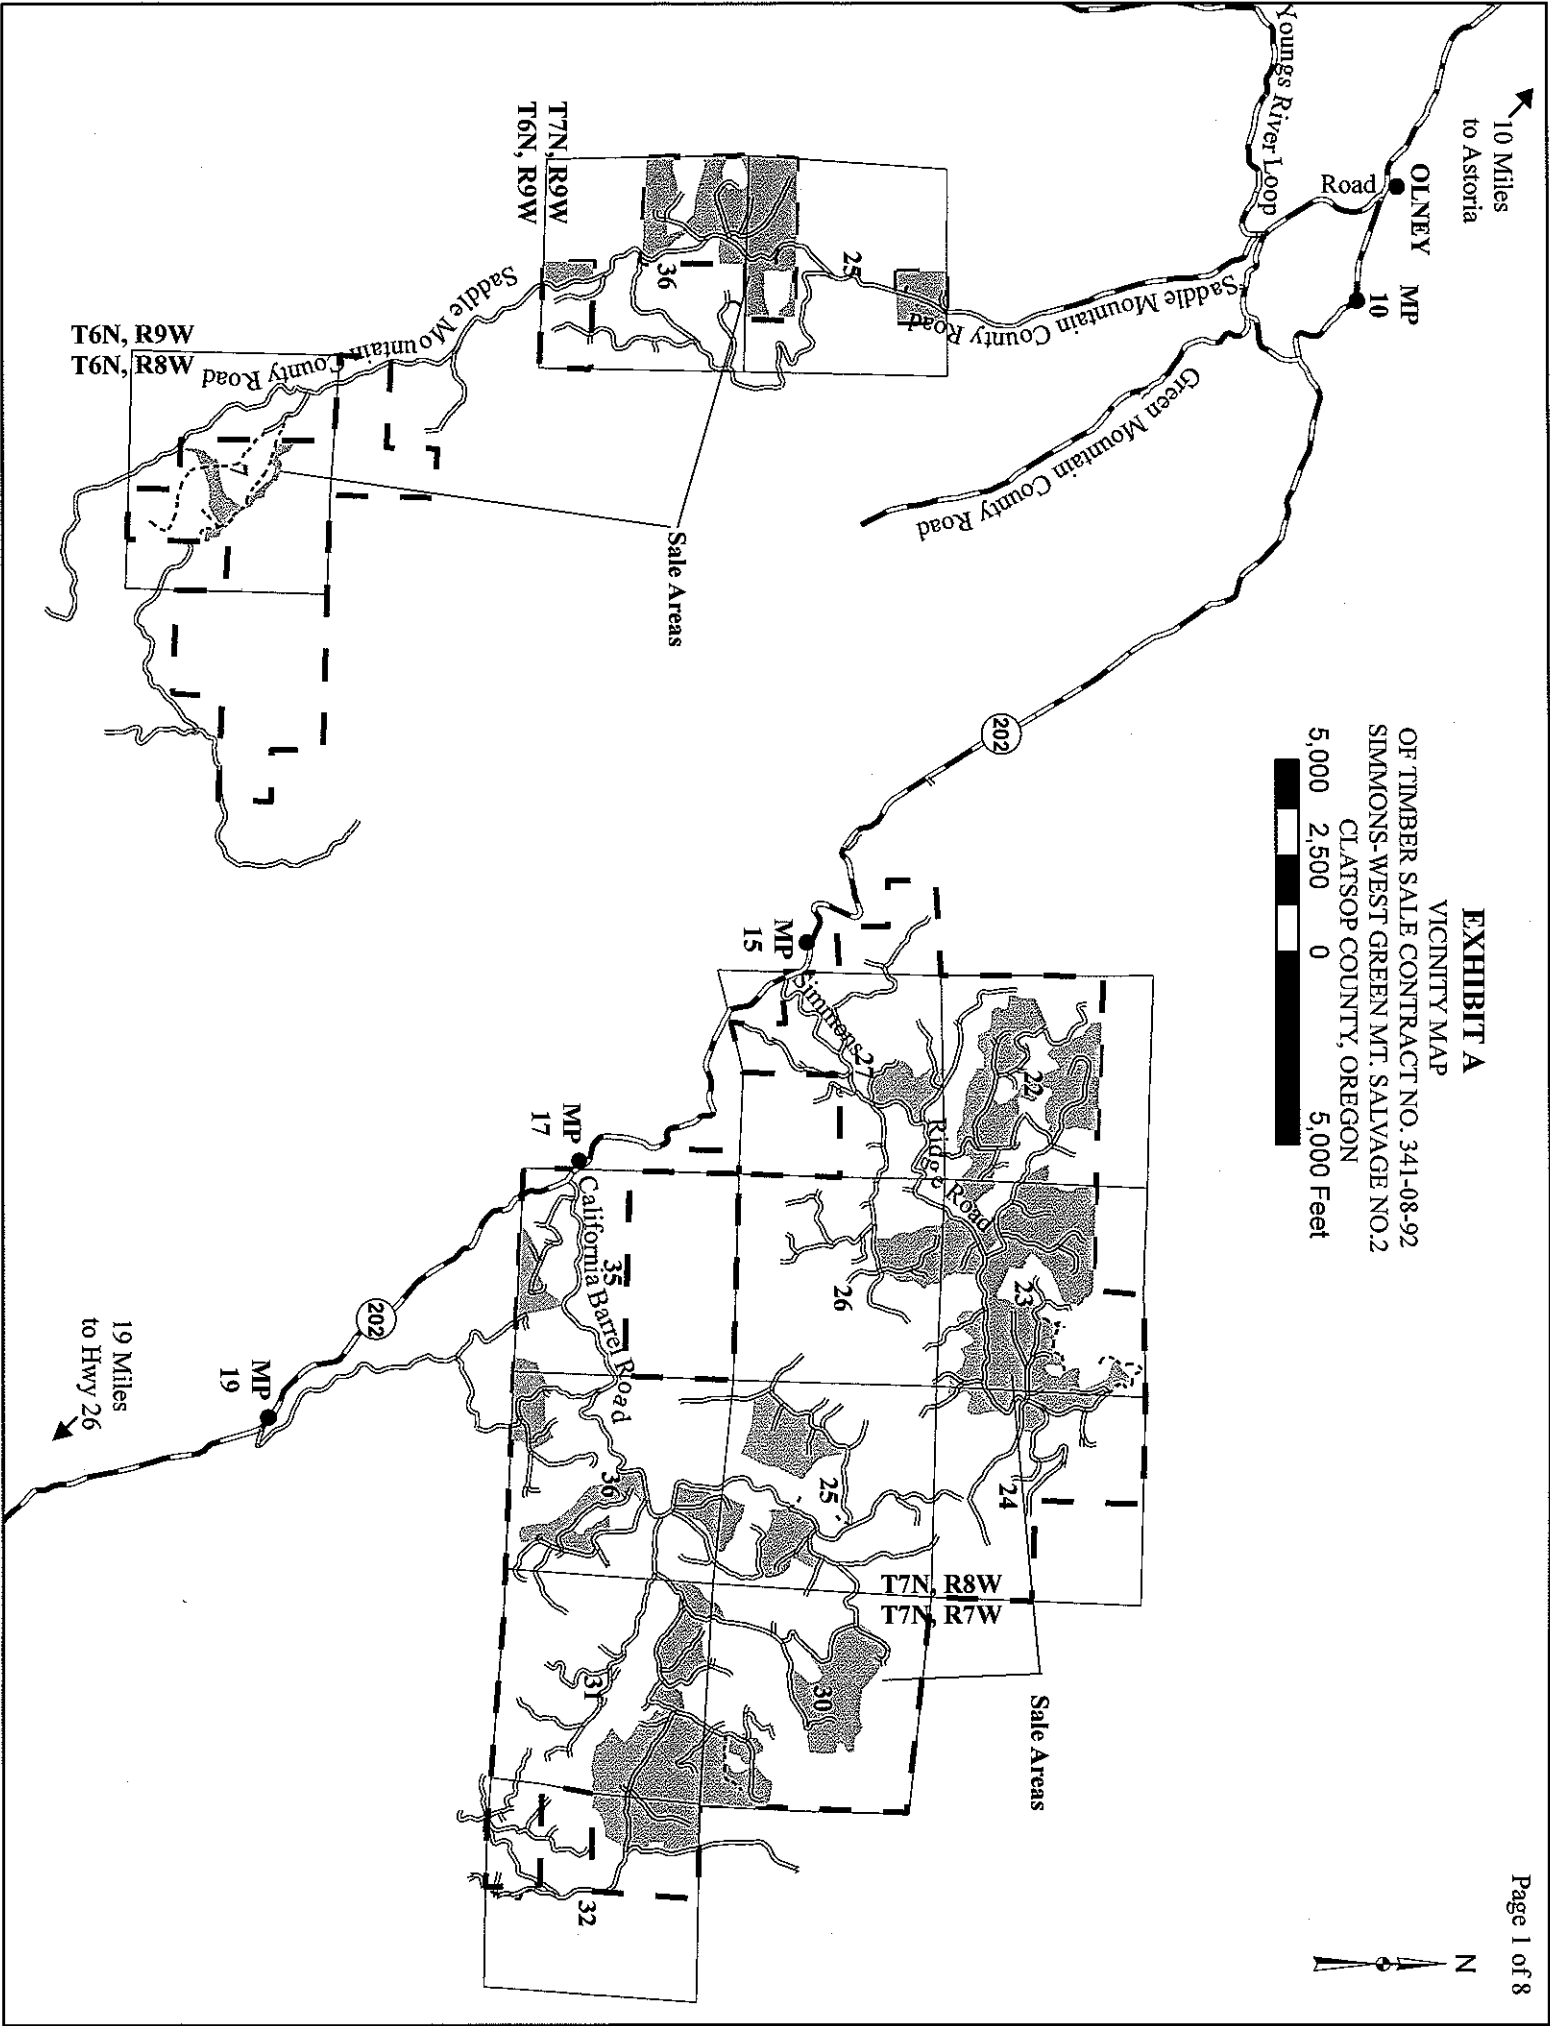 Page 1 of 8
N
EXHIBIT A
VICINITY MAP
OF TIMBER SALE CONTRACT NO. 341-08-92
SIMMONS-WEST GREEN MT. SALVAGE NO.2
CLATSOP COUNTY, OREGON
5,000 2,500 0 5,000 Feet
10 Miles
to Astoria
OLNEY
MP
10
Road
Youngs River Loop
Saddle Mountain County Road
Green Mountain County Road
202
25
36
T7N, R9W
T6N, R9W
Saddle Mountain County Road
T6N, R9W
T6N, R8W
Sale Areas
MP
15
Simmons
Ridge Road
27
22
23
24
26
25
T7N, R8W
T7N, R7W
30
Sale Areas
MP
17
California Barrel Road
35
36
31
32
202
MP
19
19 Miles
to Hwy 26